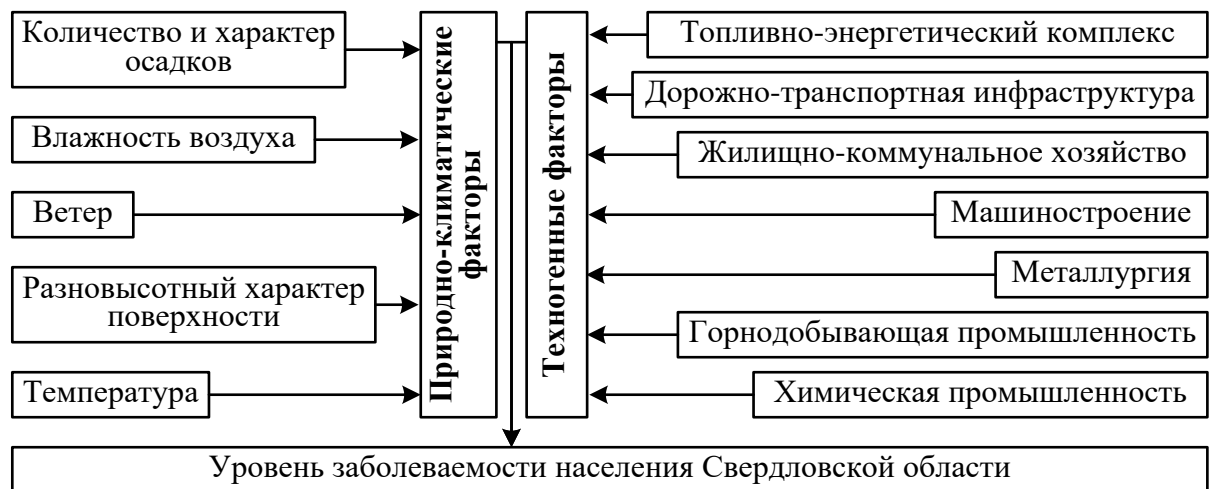 Количество и характер
осадков
Влажность воздуха
Ветер
Разновысотный характер
поверхности
Температура
Природно-климатические
факторы
Техногенные факторы
Топливно-энергетический комплекс
Дорожно-транспортная инфраструктура
Жилищно-коммунальное хозяйство
Машиностроение
Металлургия
Горнодобывающая промышленность
Химическая промышленность
Уровень заболеваемости населения Свердловской области